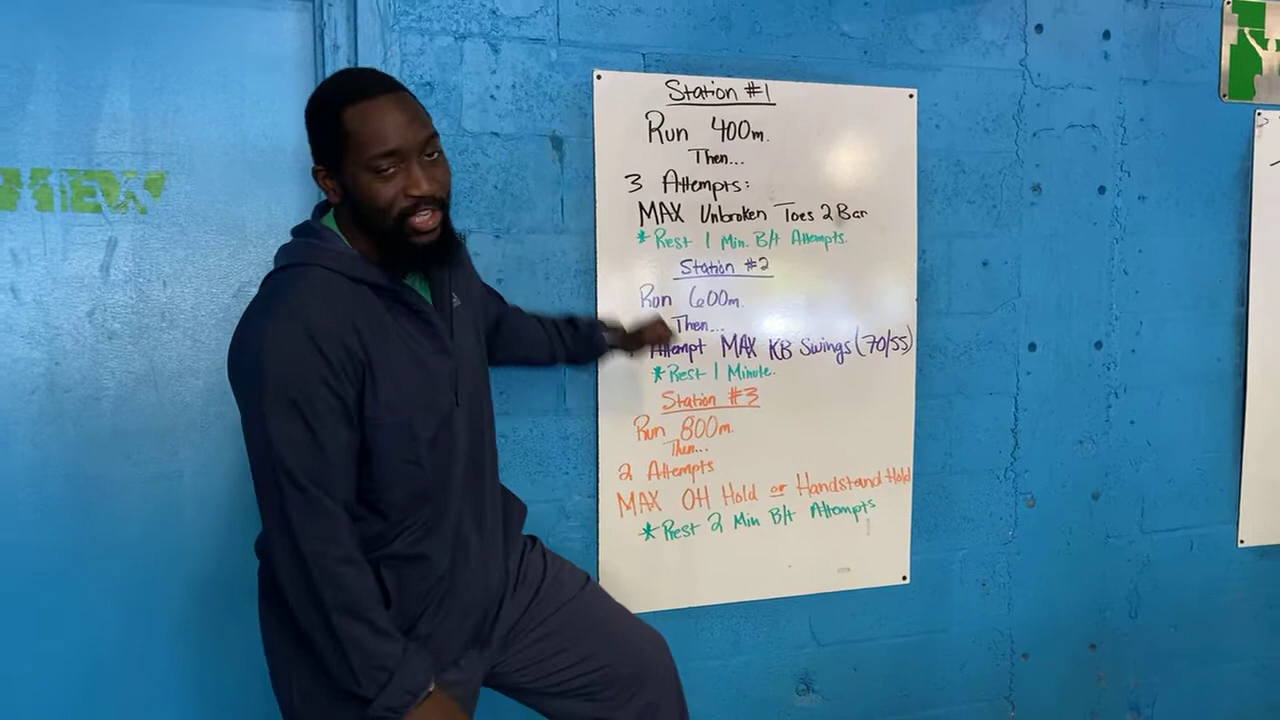 VIEW
Station #1
Run 400m.
Then...
3 Attempts:
MAX Unbroken Toes 2 Bar
*Rest 1 Min. B/t Attempts.
Station #2
Run 600m.
Then...
Attempt MAX KB Swings (70/55)
*Rest 1 Minute.
Station #3
Run 800m.
Then...
2 Attempts
MAX OH Hold or Handstand Hold
*Rest 2 Min B/t Attempts